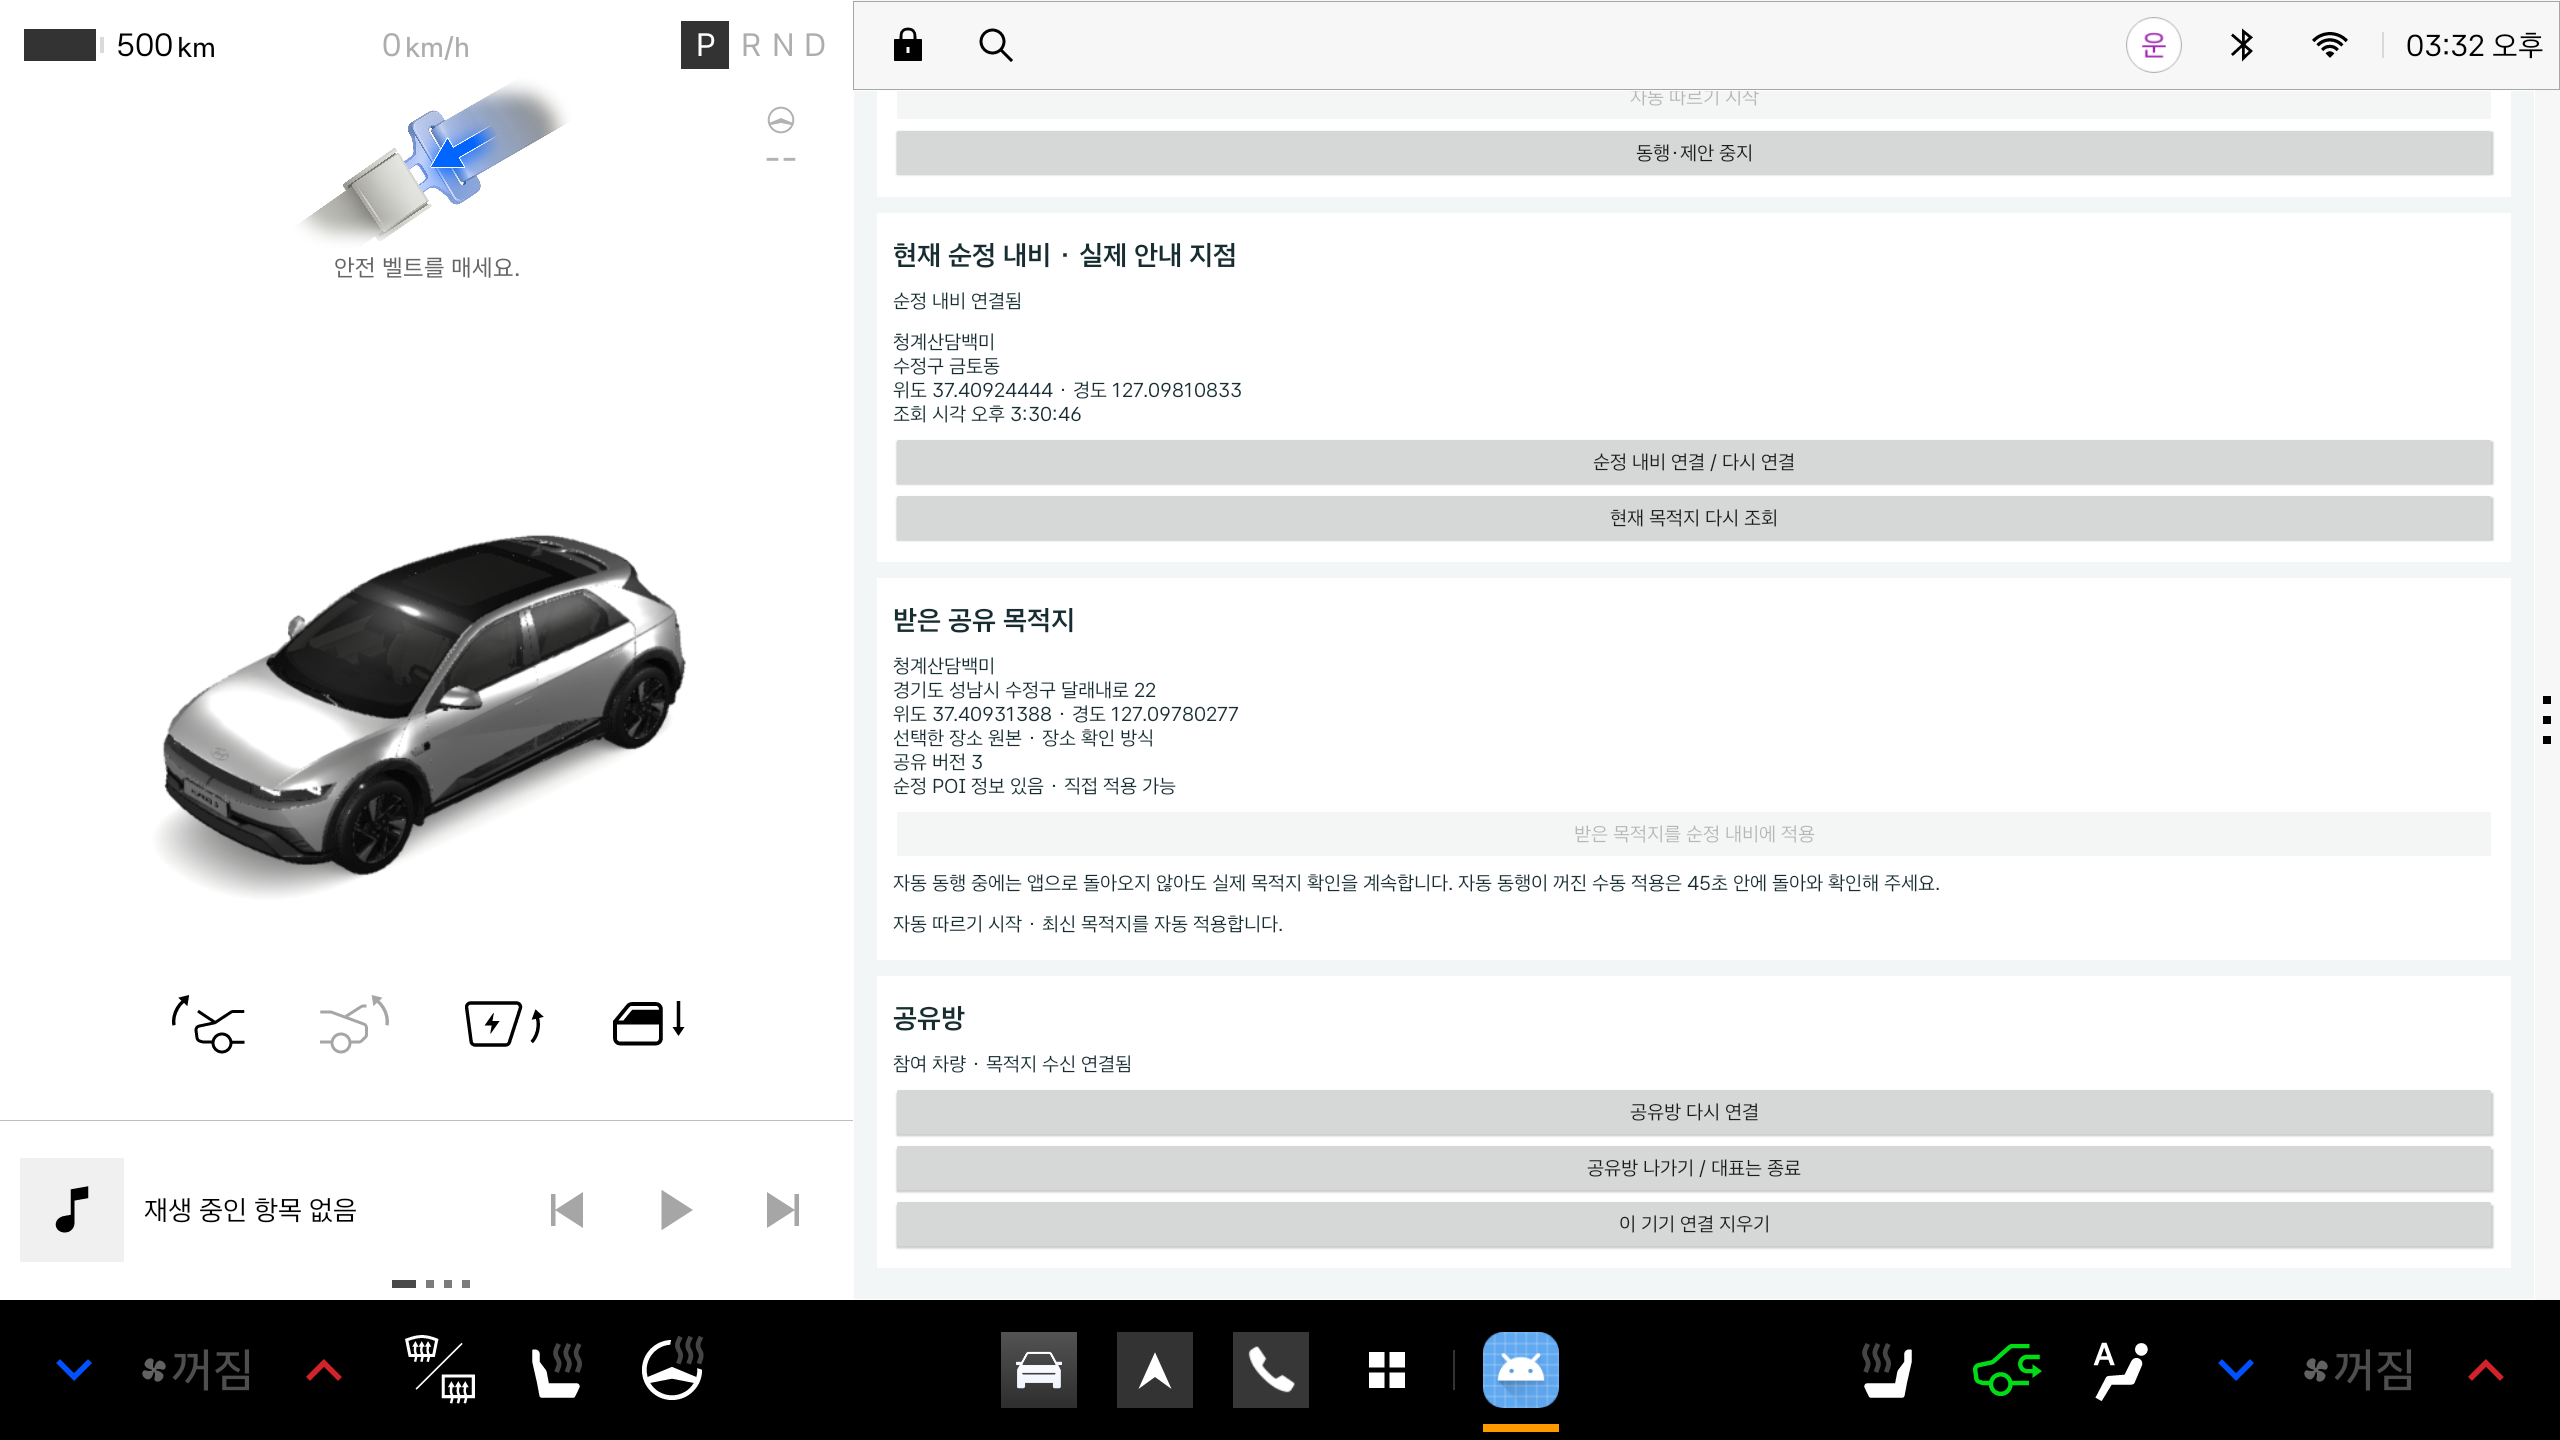 500 km
0 km/h
P R N D
운
03:32 오후
안전 벨트를 매세요.
자동 따르기 시작
동행·제안 중지
현재 순정 내비 · 실제 안내 지점
순정 내비 연결됨
청계산담백미
수정구 금토동
위도 37.40924444 · 경도 127.09810833
조회 시각 오후 3:30:46
순정 내비 연결 / 다시 연결
현재 목적지 다시 조회
받은 공유 목적지
청계산담백미
경기도 성남시 수정구 달래내로 22
위도 37.40931388 · 경도 127.09780277
선택한 장소 원본 · 장소 확인 방식
공유 버전 3
순정 POI 정보 있음 · 직접 적용 가능
받은 목적지를 순정 내비에 적용
자동 동행 중에는 앱으로 돌아오지 않아도 실제 목적지 확인을 계속합니다. 자동 동행이 꺼진 수동 적용은 45초 안에 돌아와 확인해 주세요.
자동 따르기 시작 · 최신 목적지를 자동 적용합니다.
공유방
참여 차량 · 목적지 수신 연결됨
공유방 다시 연결
공유방 나가기 / 대표는 종료
이 기기 연결 지우기
재생 중인 항목 없음
꺼짐
A
꺼짐